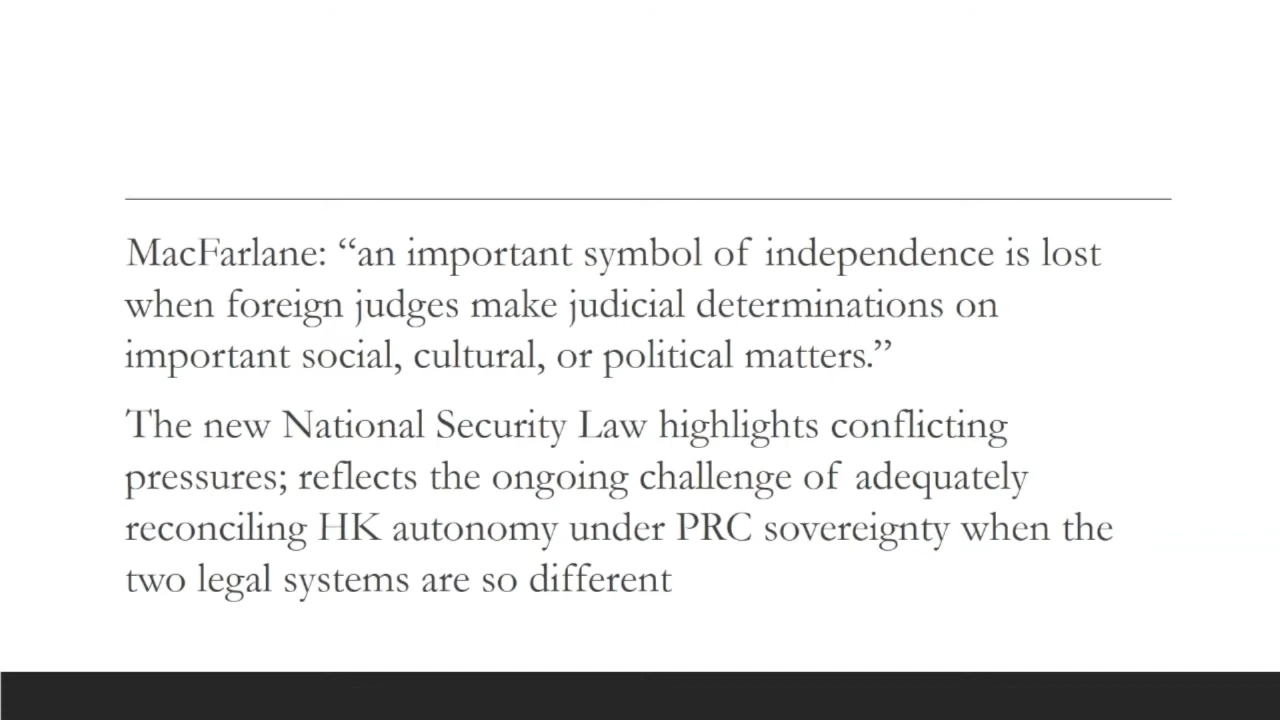 MacFarlane: “an important symbol of independence is lost
when foreign judges make judicial determinations on
important social, cultural, or political matters.”
The new National Security Law highlights conflicting
pressures; reflects the ongoing challenge of adequately
reconciling HK autonomy under PRC sovereignty when the
two legal systems are so different